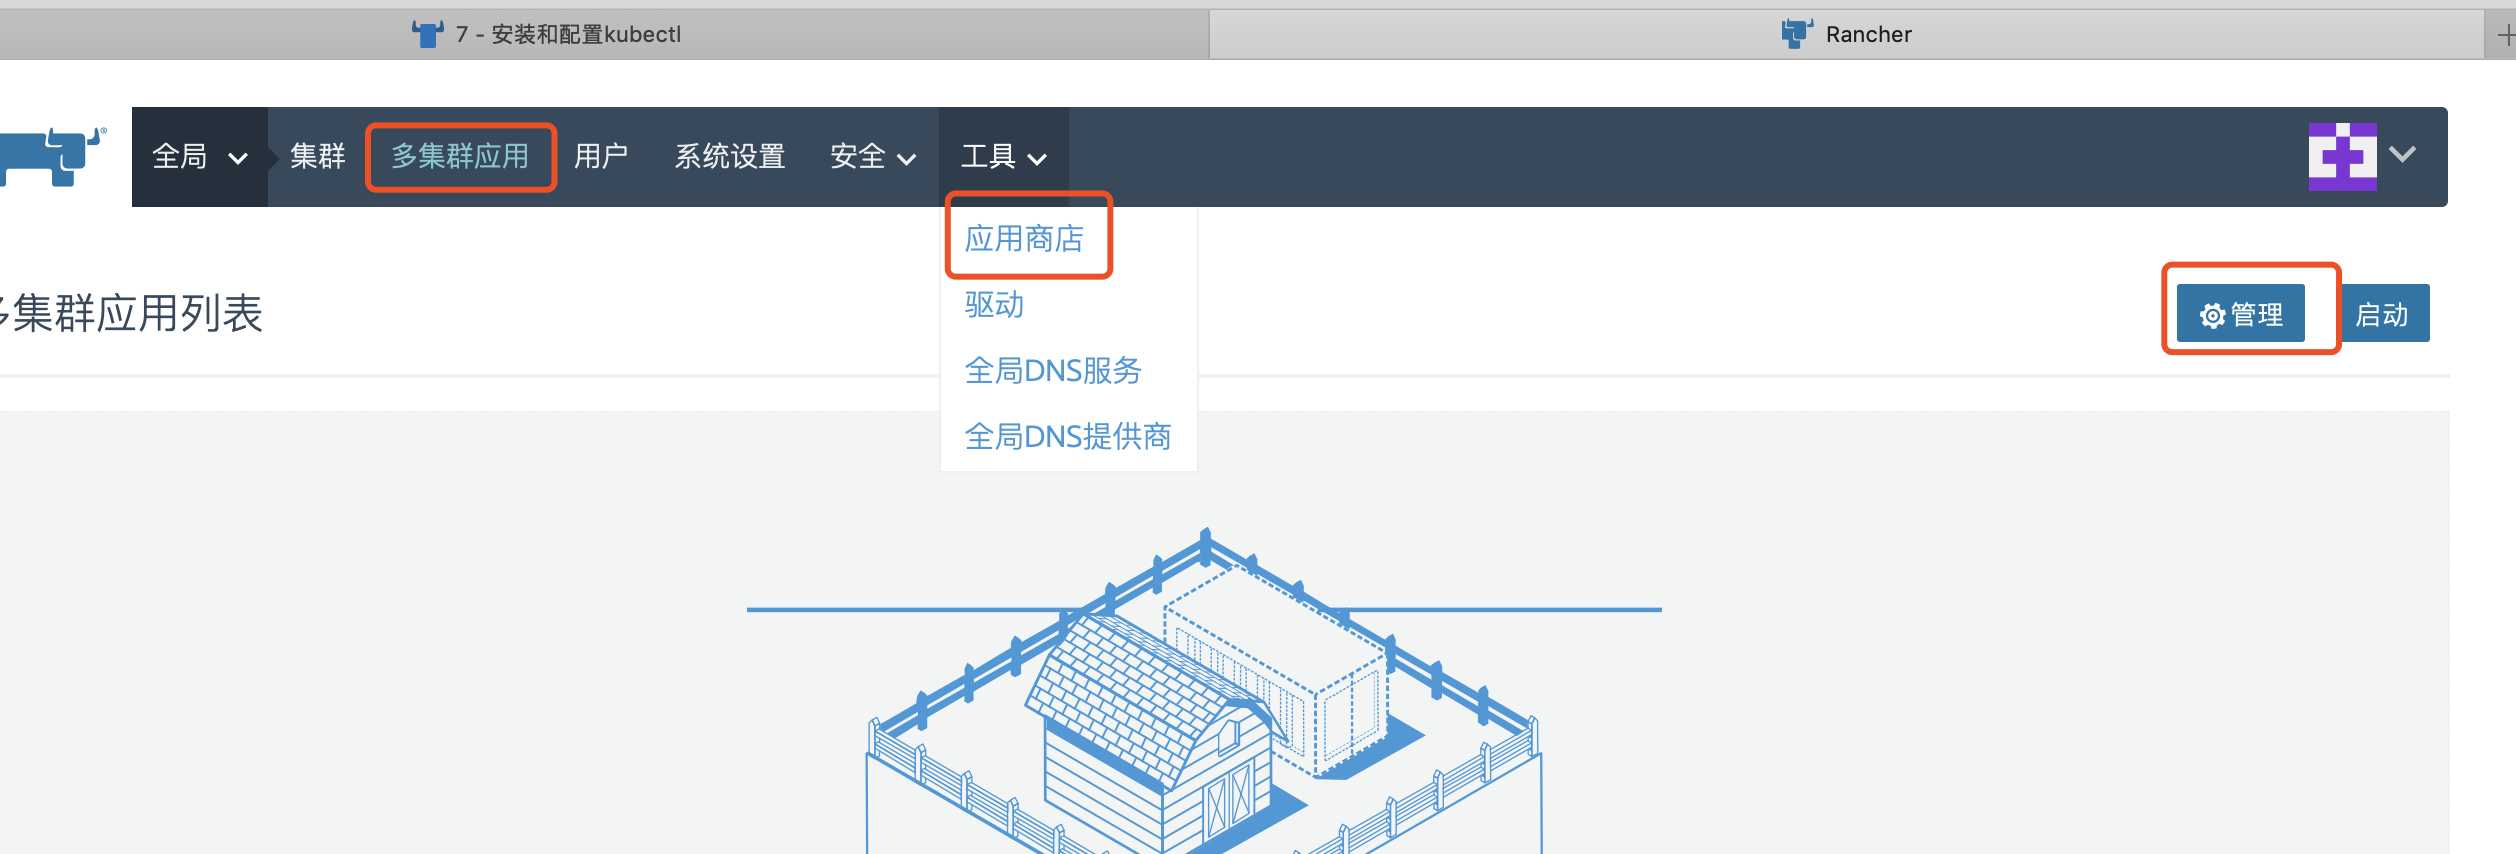 7 - 安装和配置kubectl
Rancher
全局 集群 多集群应用 用户 系统设置 安全 工具
应用商店
驱动
全局DNS服务
全局DNS提供商
集群应用列表
管理 启动